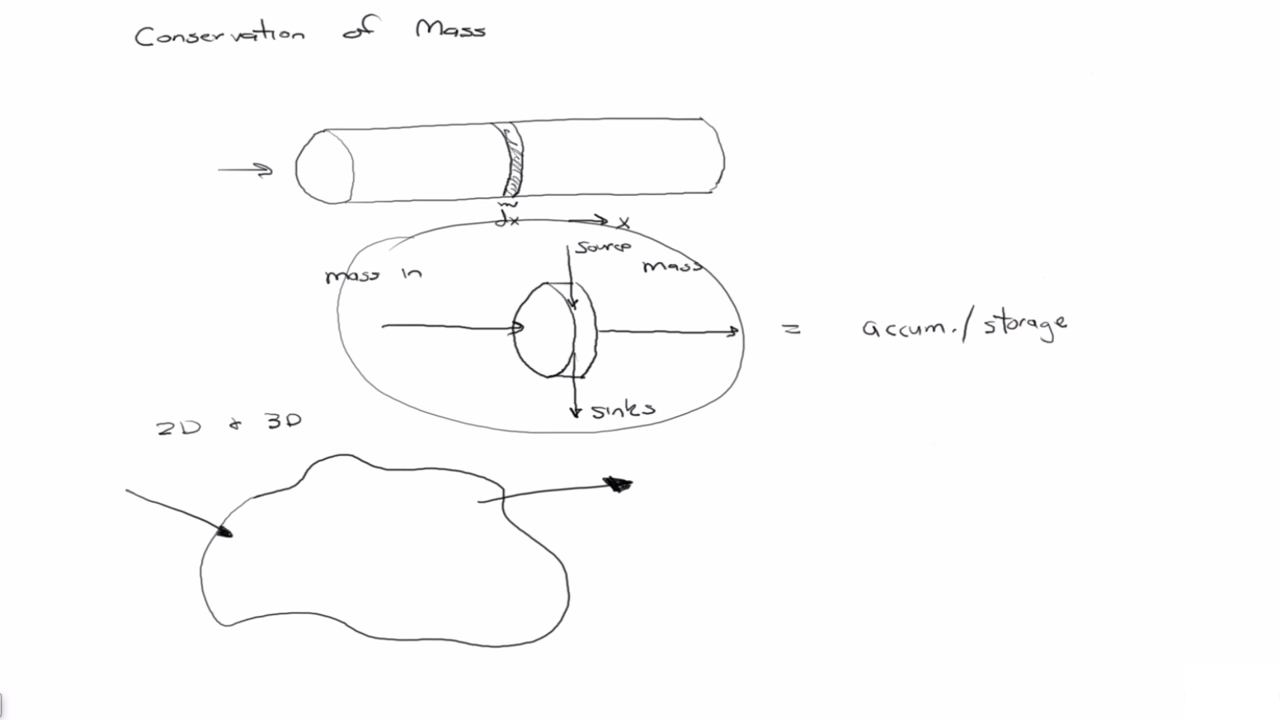 Conservation of Mass
dx
x
source
mass in
mass
= accum./storage
sinks
2D & 3D